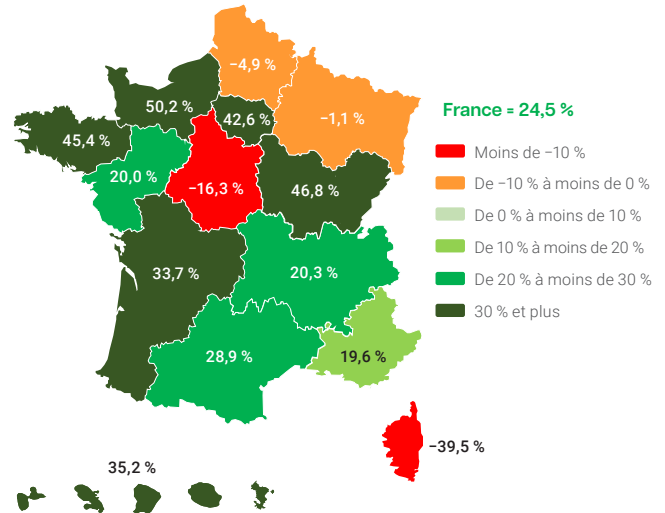 −4,9 %
50,2 %
42,6 %
−1,1 %
France = 24,5 %
45,4 %
20,0 %
−16,3 %
46,8 %
Moins de −10 %
De −10 % à moins de 0 %
De 0 % à moins de 10 %
De 10 % à moins de 20 %
De 20 % à moins de 30 %
30 % et plus
33,7 %
20,3 %
28,9 %
19,6 %
−39,5 %
35,2 %